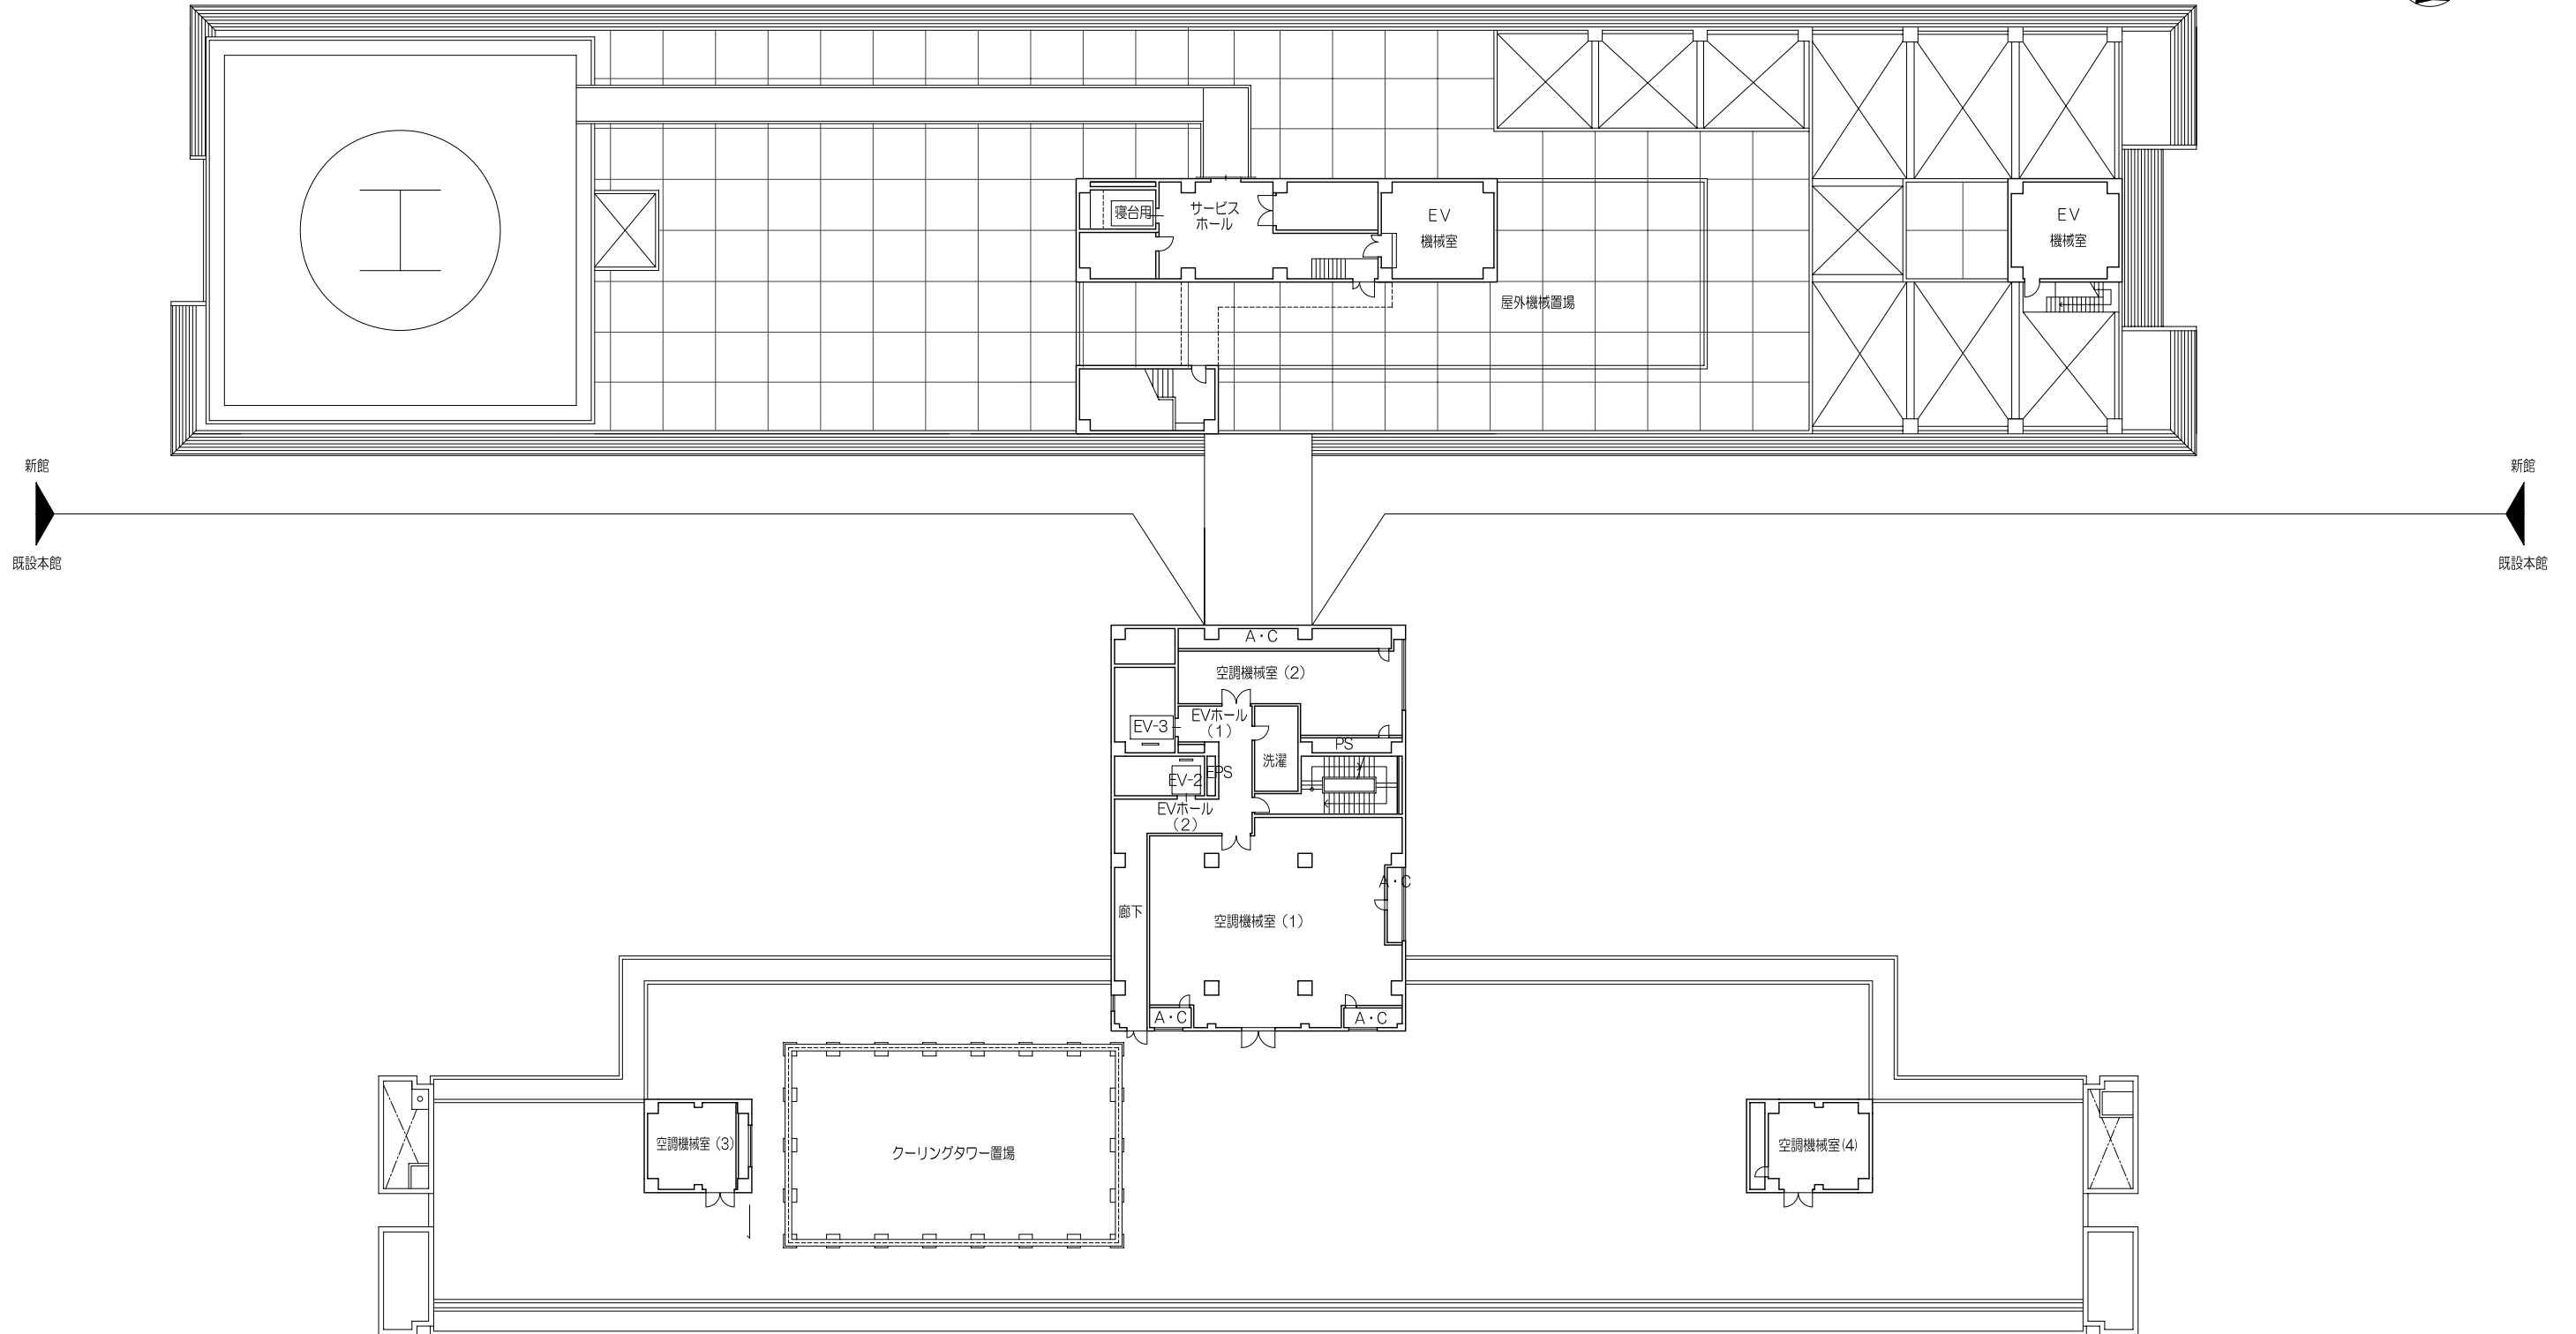 寝台用
サービス
ホール
EV
機械室
EV
機械室
屋外機械置場
新館
新館
既設本館
既設本館
A・C
空調機械室(2)
EVホール
(1)
EV-3
PS
洗濯
EPS
EV-2
EVホール
(2)
A・C
廊下
空調機械室(1)
A・C
A・C
空調機械室(3)
クーリングタワー置場
空調機械室(4)